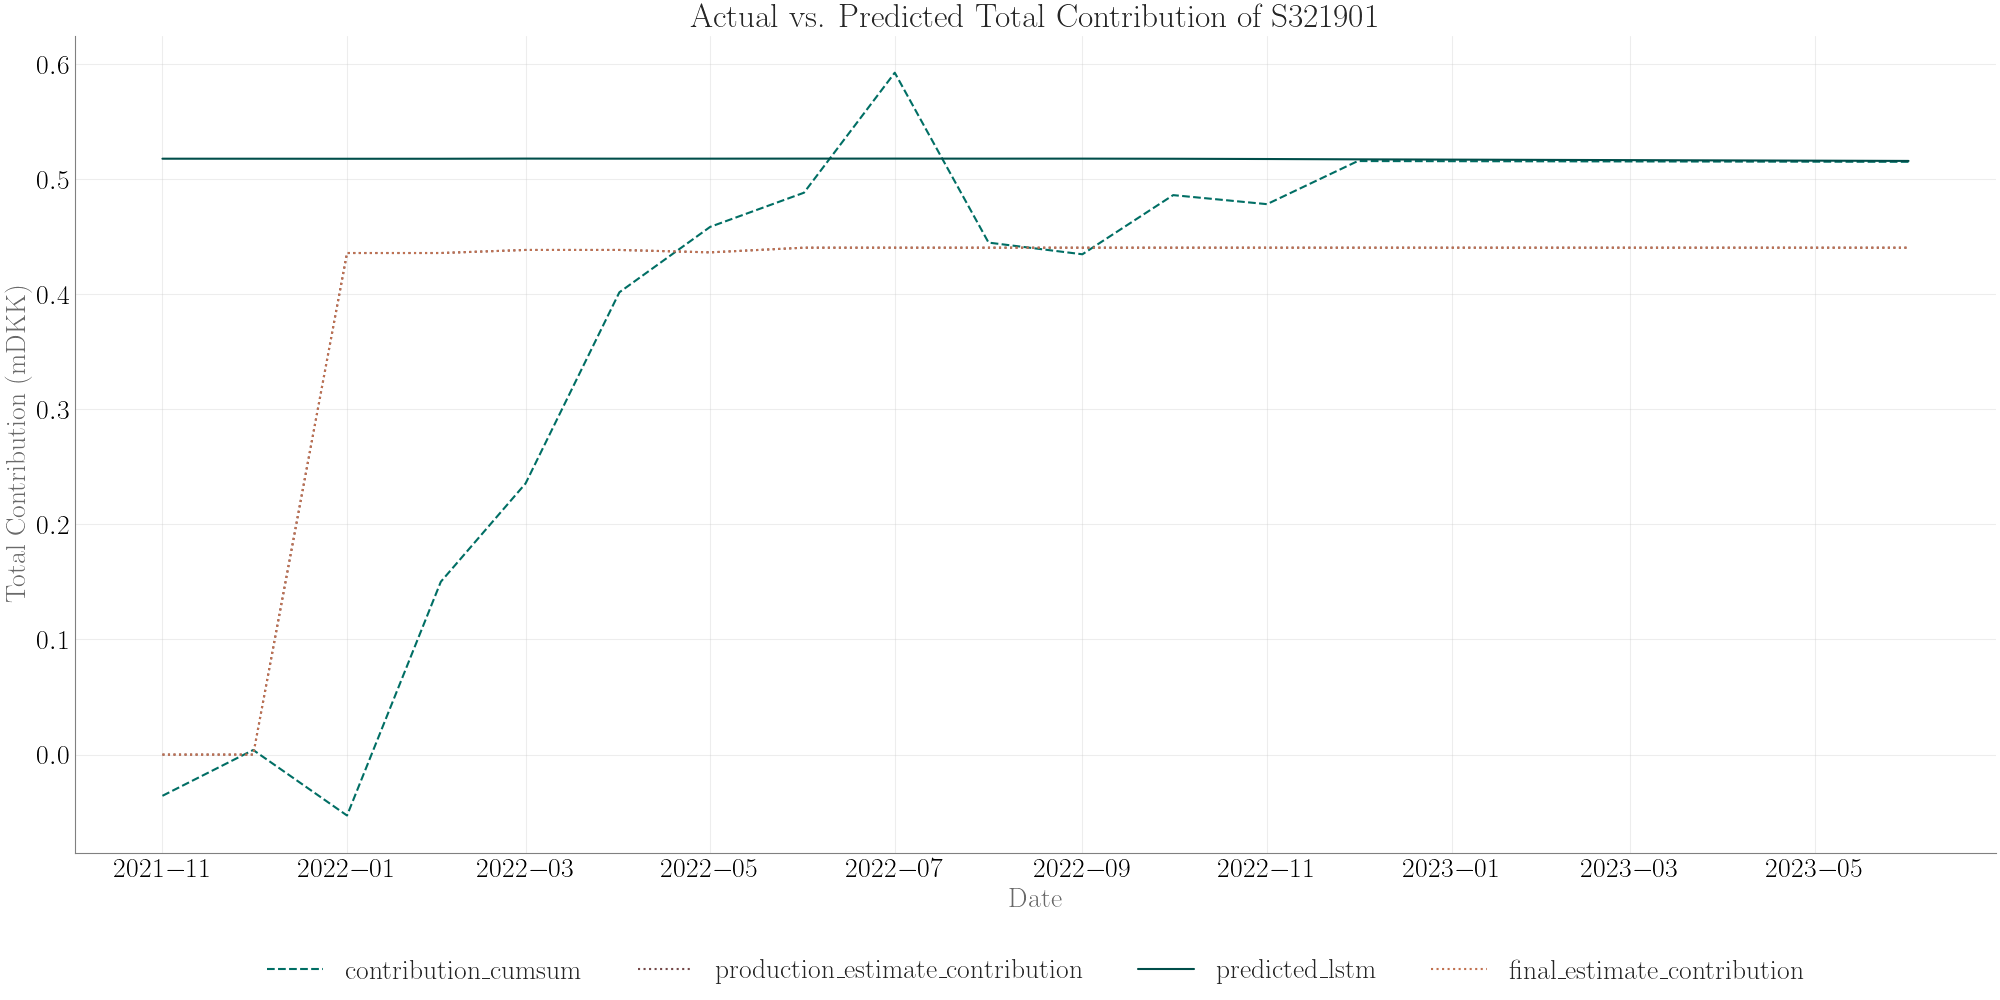 Actual vs. Predicted Total Contribution of S321901
Total Contribution (mDKK)
0.6
0.5
0.4
0.3
0.2
0.1
0.0
2021−11 2022−01 2022−03 2022−05 2022−07 2022−09 2022−11 2023−01 2023−03 2023−05
Date
contribution_cumsum production_estimate_contribution predicted_lstm final_estimate_contribution